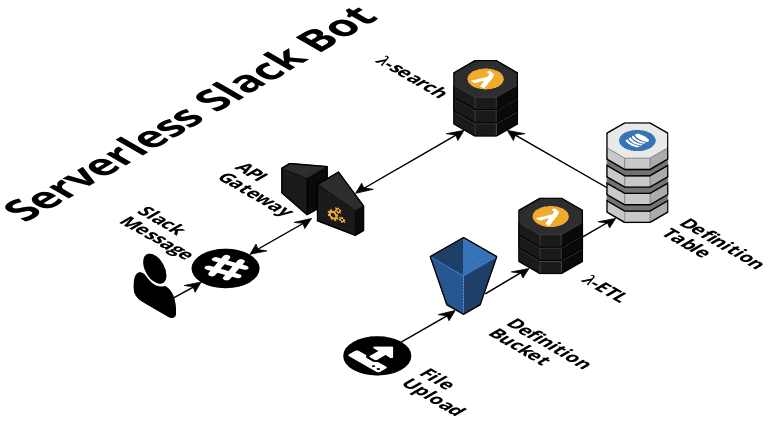 Serverless Slack Bot
λ-search
API
Gateway
Slack
Message
Definition
Table
λ-ETL
Definition
Bucket
File
Upload